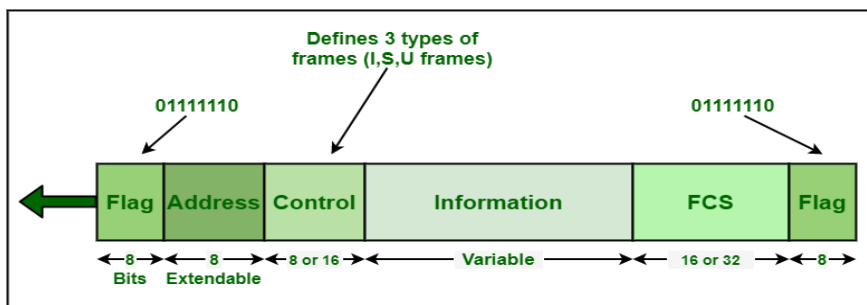 Defines 3 types of
frames (I,S,U frames)
01111110
01111110
Flag
Address
Control
Information
FCS
Flag
8
8
8 or 16
Variable
16 or 32
8
Bits
Extendable